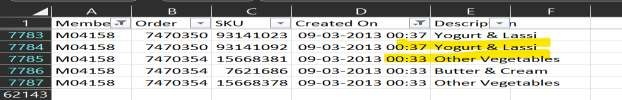 A B C D E F
1 Membe Order SKU Created On Descrip n
7783 M04158 7470350 93141023 09-03-2013 00:37 Yogurt & Lassi
7784 M04158 7470350 93141092 09-03-2013 00:37 Yogurt & Lassi
7785 M04158 7470354 15668381 09-03-2013 00:33 Other Vegetables
7786 M04158 7470354 7621686 09-03-2013 00:33 Butter & Cream
7787 M04158 7470354 15668378 09-03-2013 00:33 Other Vegetables
62143